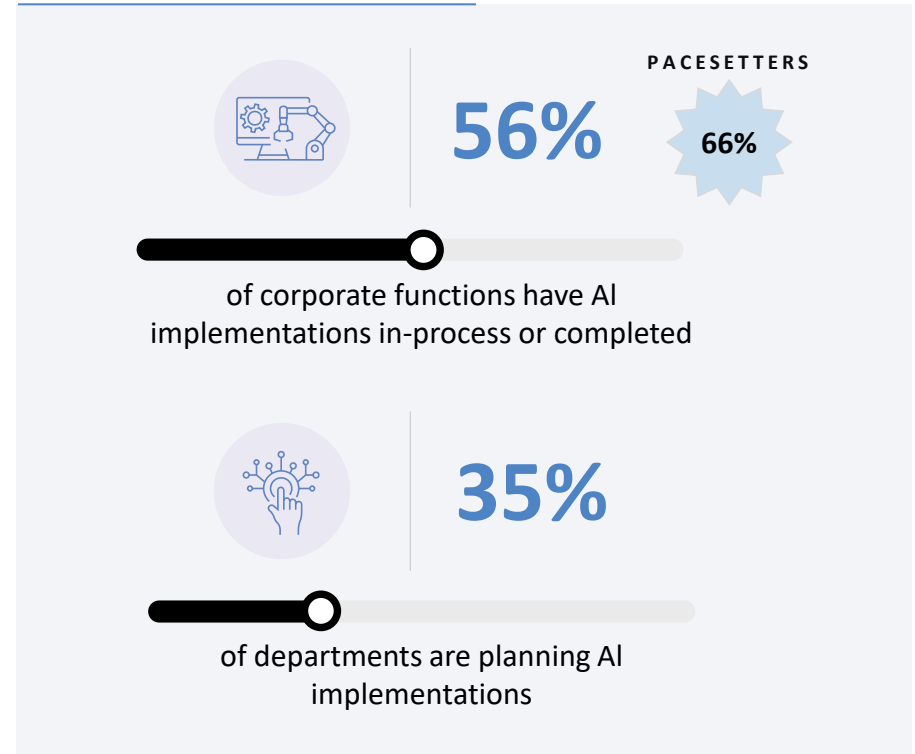 PACESETTERS
56%
66%
of corporate functions have AI
implementations in-process or completed
35%
of departments are planning AI
implementations